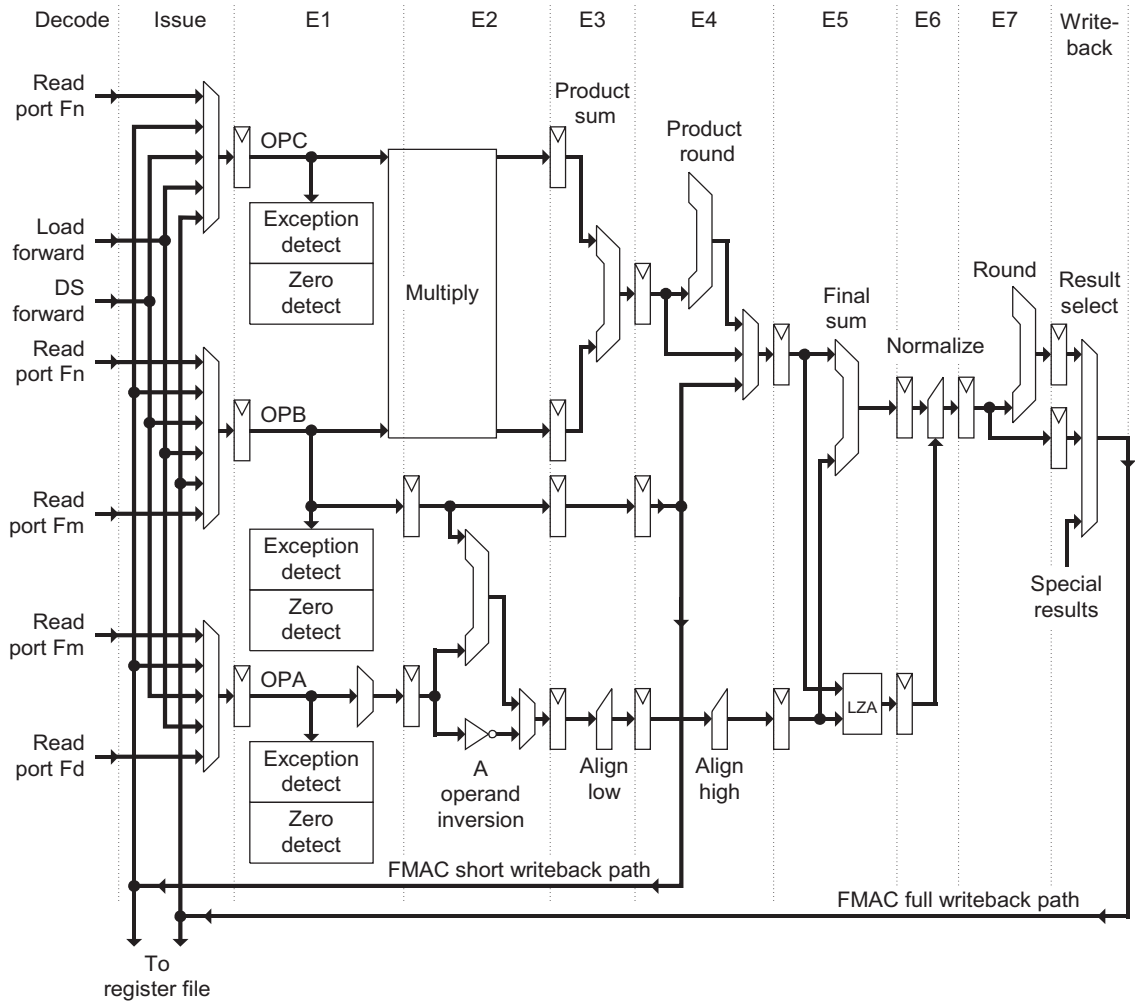 Decode
Issue
E1
E2
E3
E4
E5
E6
E7
Write-
back
Read
port Fn
Load
forward
DS
forward
Read
port Fn
Read
port Fm
Read
port Fm
Read
port Fd
OPC
Exception
detect
Zero
detect
OPB
Exception
detect
Zero
detect
OPA
Exception
detect
Zero
detect
Multiply
A
operand
inversion
Product
sum
Align
low
Product
round
Align
high
Final
sum
LZA
Normalize
Round
Result
select
Special
results
FMAC short writeback path
FMAC full writeback path
To
register file